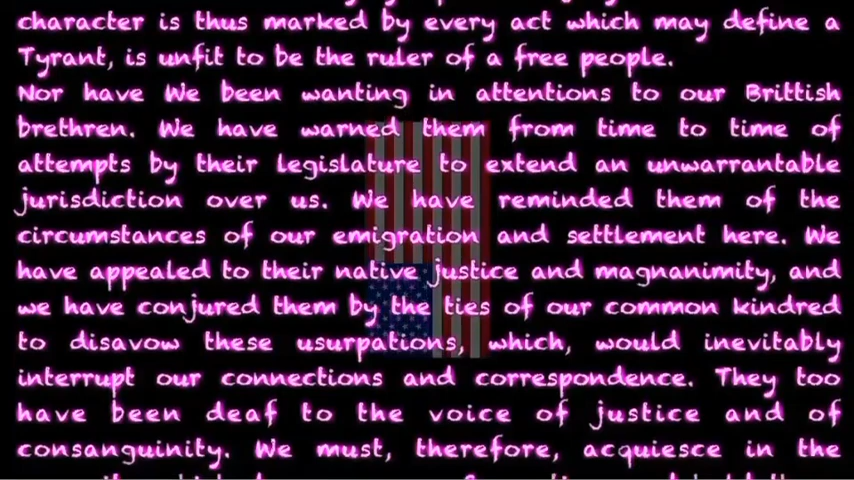 character is thus marked by every act which may define a
Tyrant, is unfit to be the ruler of a free people.
Nor have We been wanting in attentions to our Brittish
brethren. We have warned them from time to time of
attempts by their legislature to extend an unwarrantable
jurisdiction over us. We have reminded them of the
circumstances of our emigration and settlement here. We
have appealed to their native justice and magnanimity, and
we have conjured them by the ties of our common kindred
to disavow these usurpations, which, would inevitably
interrupt our connections and correspondence. They too
have been deaf to the voice of justice and of
consanguinity. We must, therefore, acquiesce in the